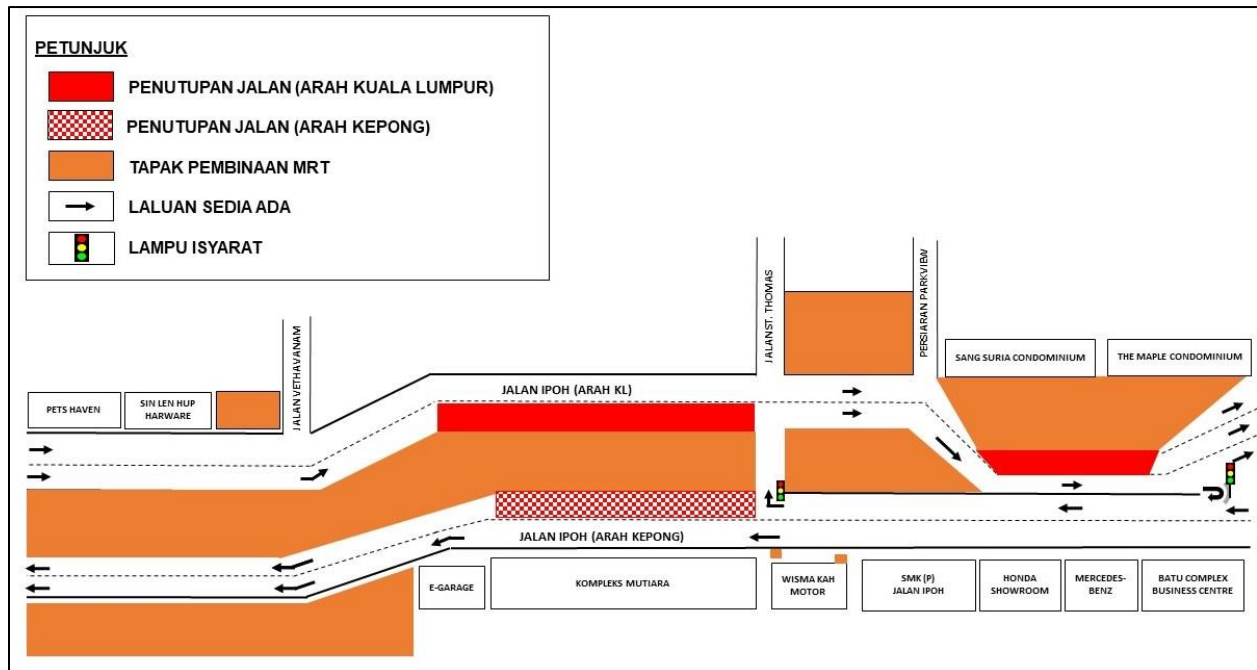 PETUNJUK
PENUTUPAN JALAN (ARAH KUALA LUMPUR)
PENUTUPAN JALAN (ARAH KEPONG)
TAPAK PEMBINAAN MRT
LALUAN SEDIA ADA
LAMPU ISYARAT
JALAN VETHAVANAM
JALAN ST. THOMAS
PERSIARAN PARKVIEW
PETS HAVEN
SIN LEN HUP
HARWARE
SANG SURIA CONDOMINIUM
THE MAPLE CONDOMINIUM
JALAN IPOH (ARAH KL)
JALAN IPOH (ARAH KEPONG)
E-GARAGE
KOMPLEKS MUTIARA
WISMA KAH
MOTOR
SMK (P)
JALAN IPOH
HONDA
SHOWROOM
MERCEDES-
BENZ
BATU COMPLEX
BUSINESS CENTRE